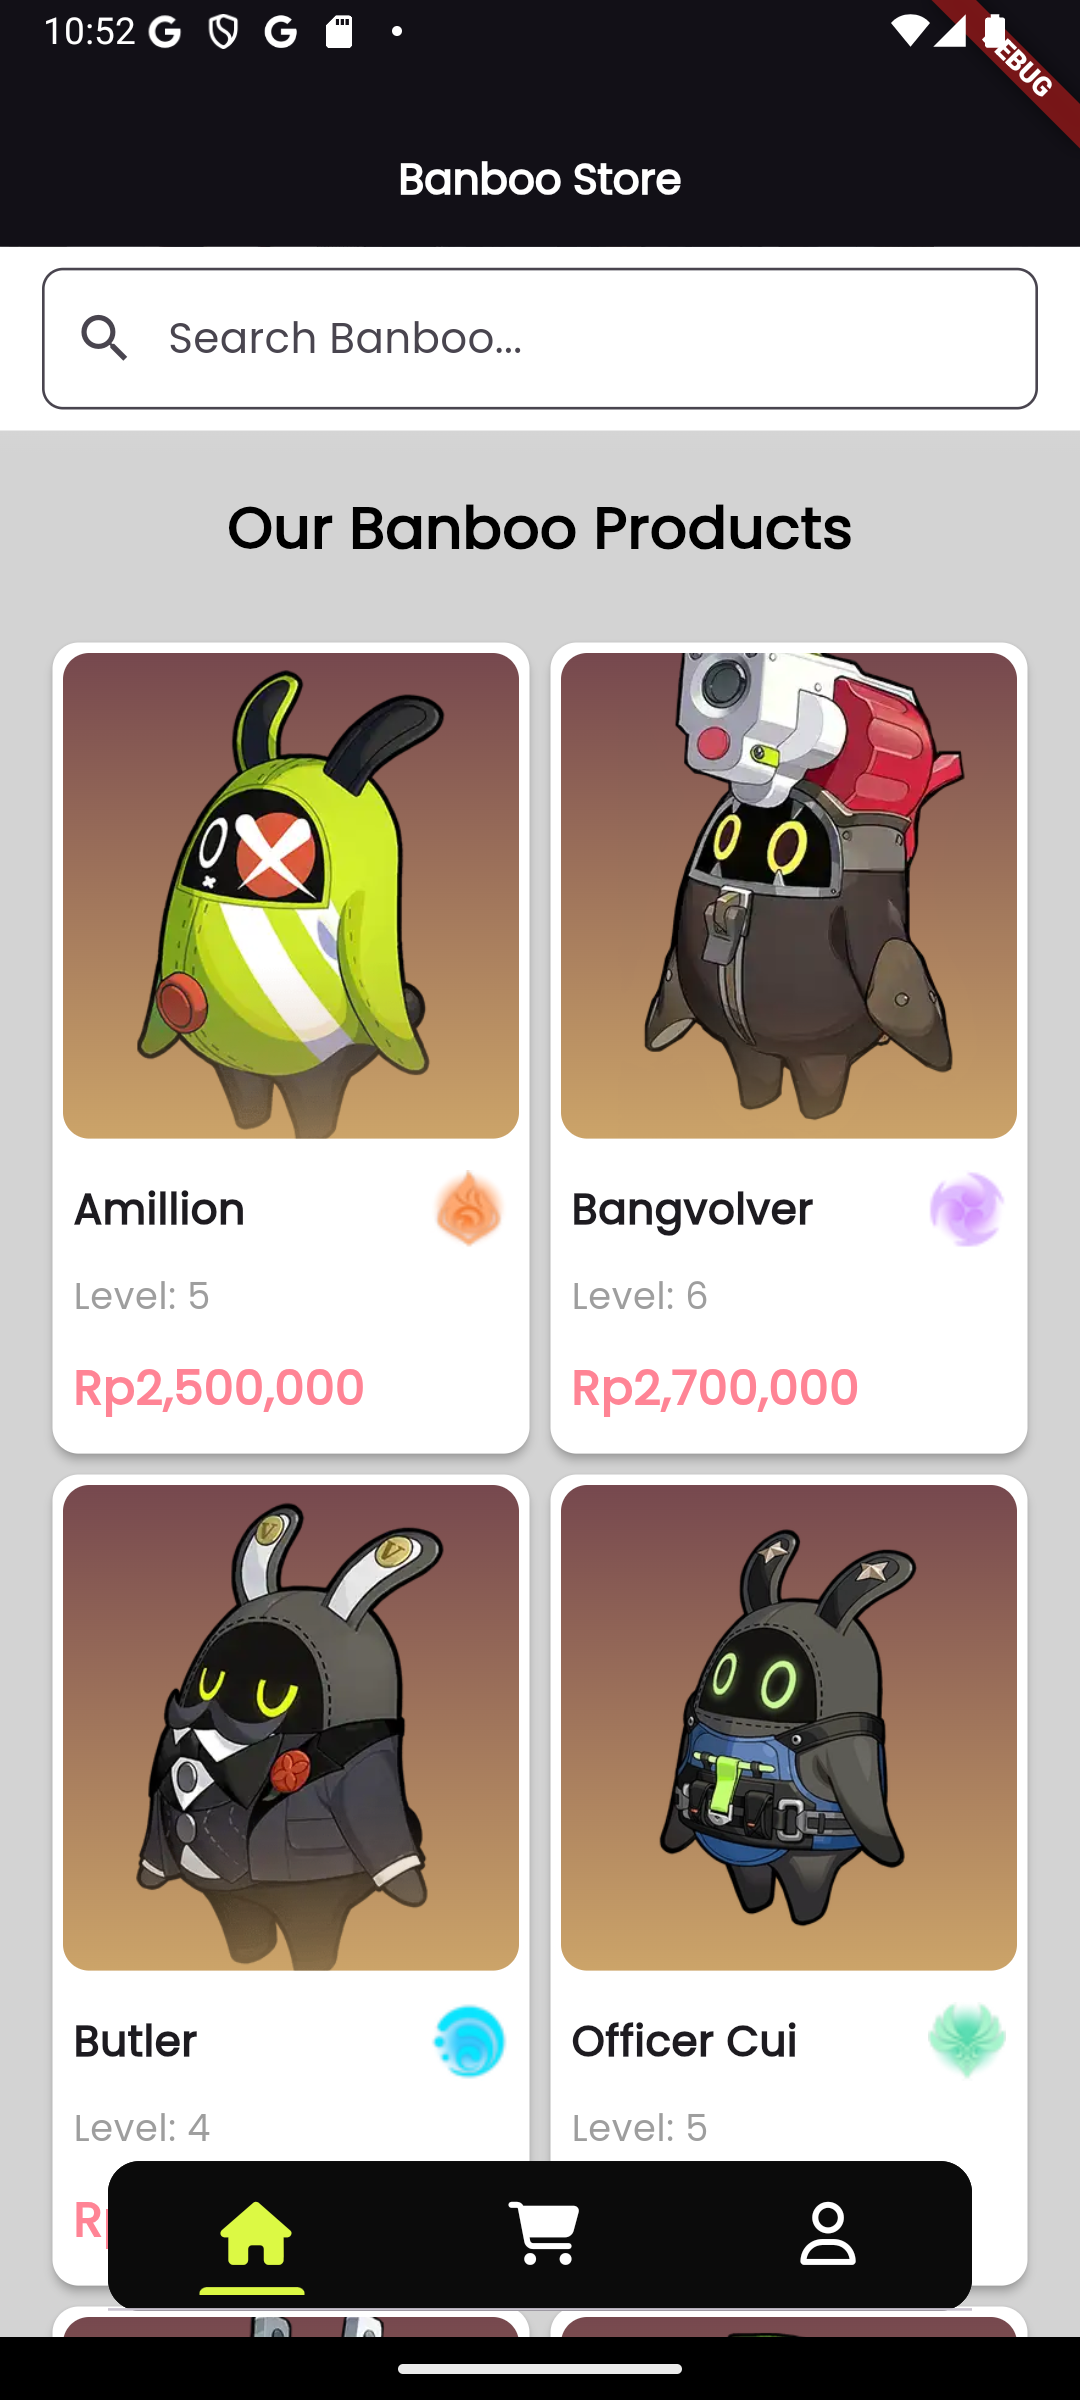 10:52
EBUG
Banboo Store
Search Banboo...
Our Banboo Products
Amillion
Bangvolver
Level: 5
Level: 6
Rp2,500,000
Rp2,700,000
Butler
Officer Cui
Level: 4
Level: 5
R